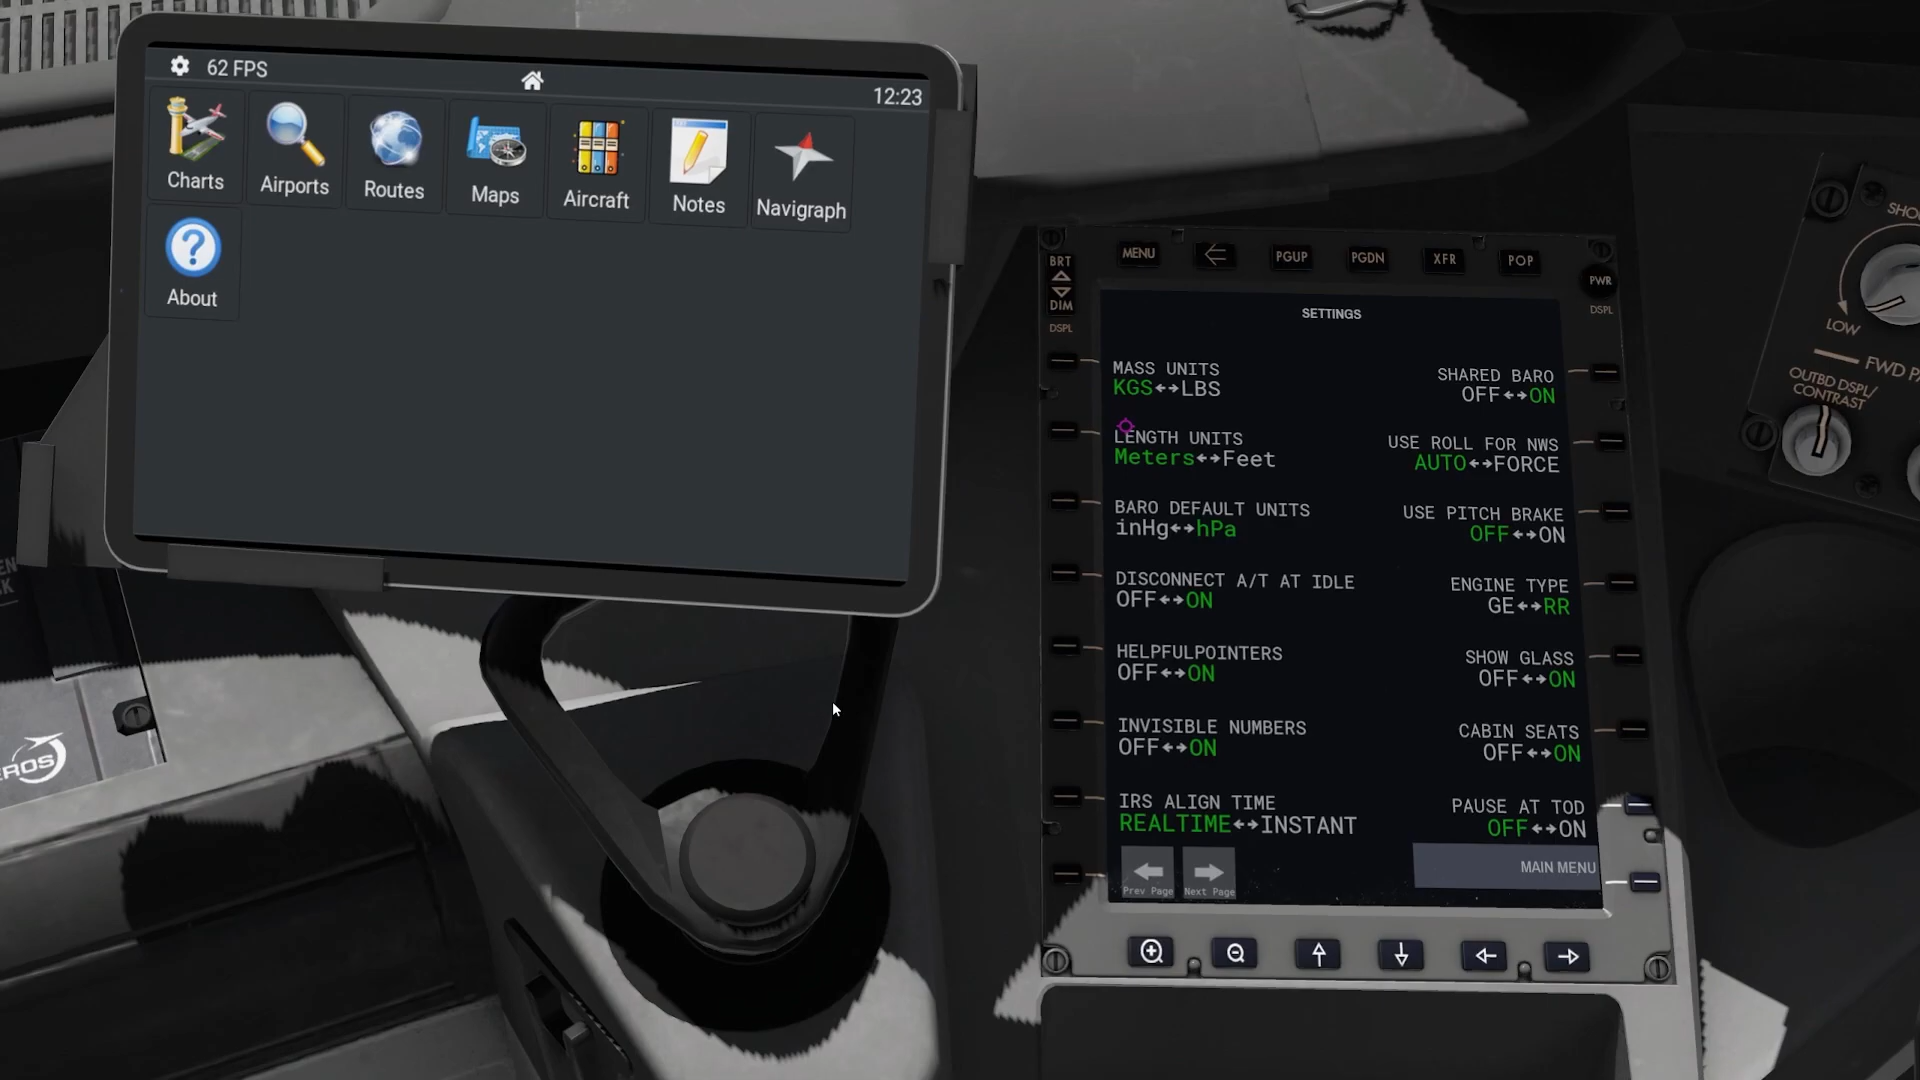 62 FPS
12:23
Charts
Airports
Routes
Maps
Aircraft
Notes
Navigraph
About
MENU
PGUP
PGDN
XFR
POP
BRT
DIM
DSPL
PWR
DSPL
SETTINGS
MASS UNITS
KGS↔LBS
LENGTH UNITS
Meters↔Feet
BARO DEFAULT UNITS
inHg↔hPa
DISCONNECT A/T AT IDLE
OFF↔ON
HELPFULPOINTERS
OFF↔ON
INVISIBLE NUMBERS
OFF↔ON
IRS ALIGN TIME
REALTIME↔INSTANT
SHARED BARO
OFF↔ON
USE ROLL FOR NWS
AUTO↔FORCE
USE PITCH BRAKE
OFF↔ON
ENGINE TYPE
GE↔RR
SHOW GLASS
OFF↔ON
CABIN SEATS
OFF↔ON
PAUSE AT TOD
OFF↔ON
Prev Page
Next Page
MAIN MENU
LOW
FWD
OUTBD DSPL/
CONTRAST